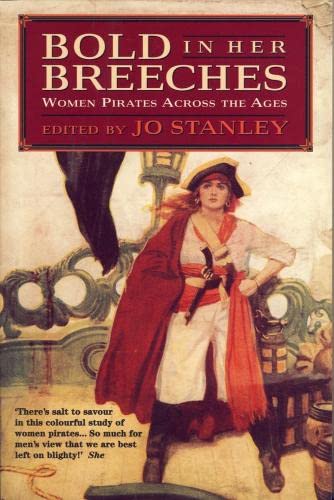 BOLD IN HER
BREECHES
WOMEN PIRATES ACROSS THE AGES
EDITED BY JO STANLEY
'There's salt to savour
in this colourful study of
women pirates... So much for
men's view that we are best
left on blighty!' She